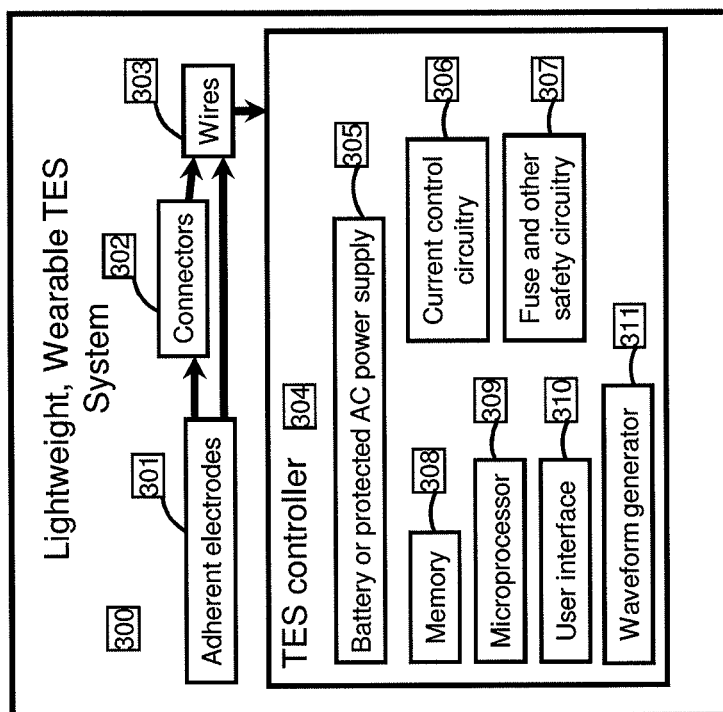 Lightweight, Wearable TES
System
300
301
Adherent electrodes
302
Connectors
303
Wires
TES controller
304
305
Battery or protected AC power supply
308
Memory
306
Current control
circuitry
309
Microprocessor
307
Fuse and other
safety circuitry
310
User interface
311
Waveform generator